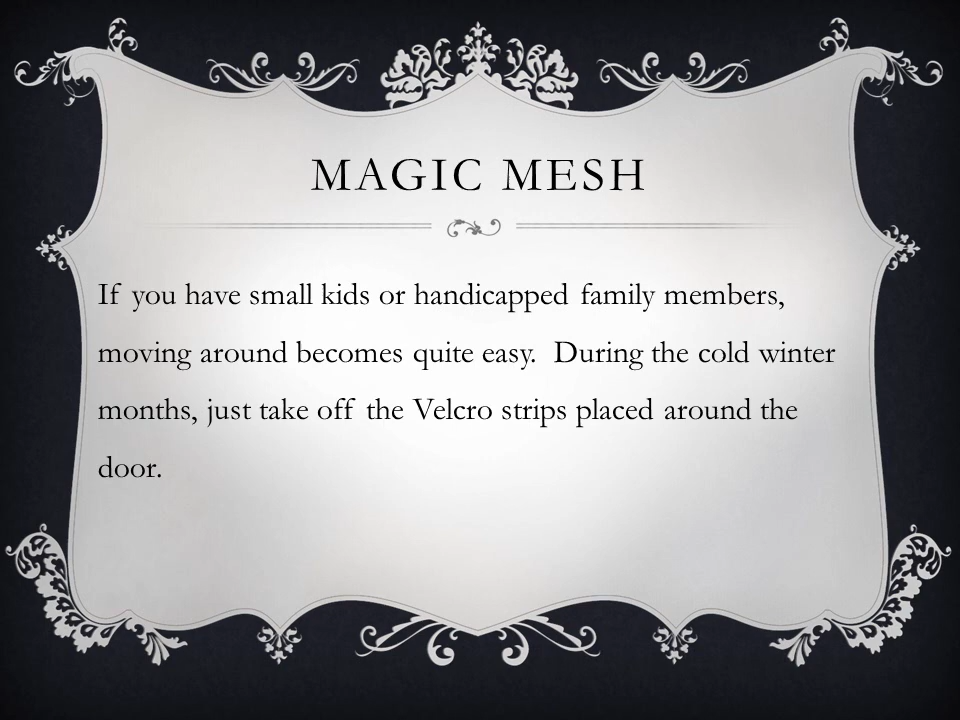 MAGIC MESH
If you have small kids or handicapped family members,
moving around becomes quite easy.  During the cold winter
months, just take off the Velcro strips placed around the
door.